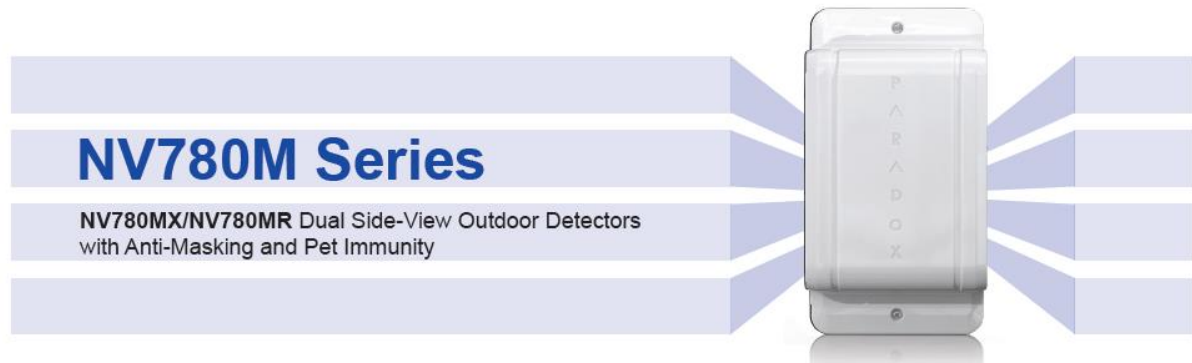 NV780M Series
NV780MX/NV780MR Dual Side-View Outdoor Detectors
with Anti-Masking and Pet Immunity
PARADOX